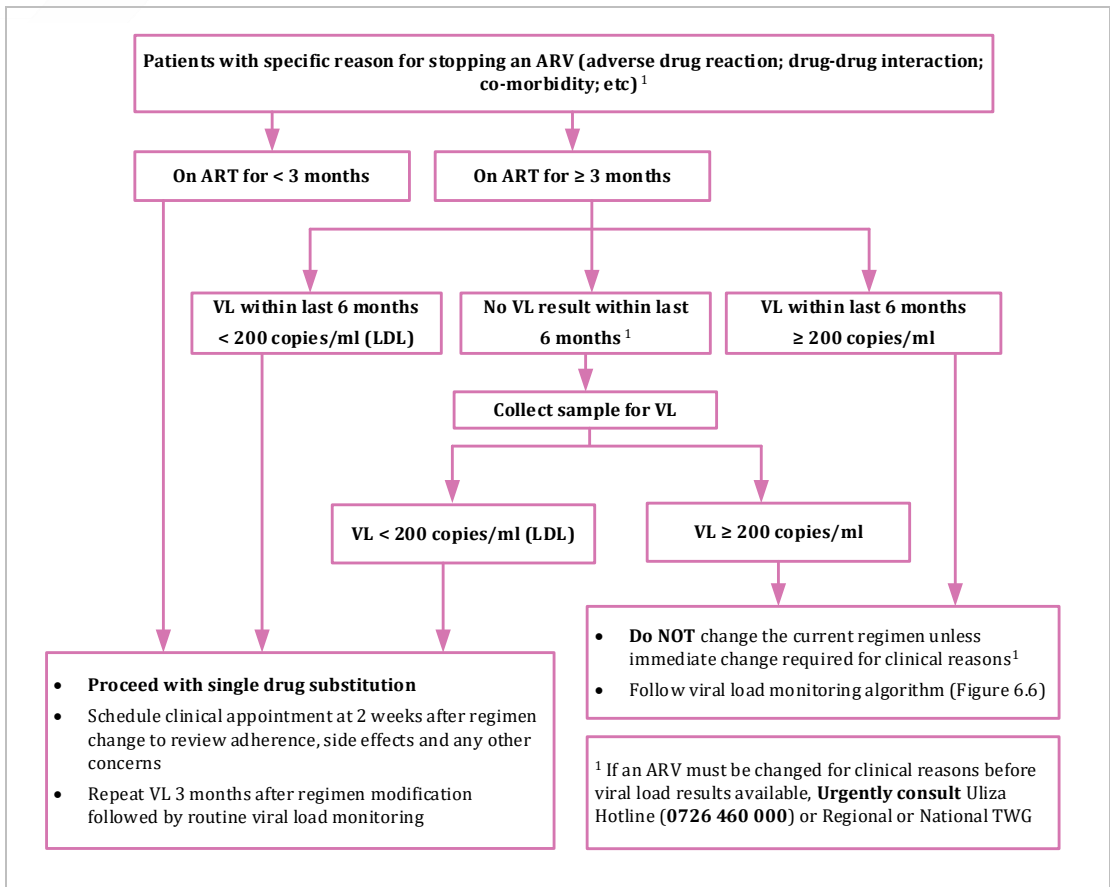 Patients with specific reason for stopping an ARV (adverse drug reaction; drug-drug interaction;
co-morbidity; etc) 1
On ART for < 3 months
On ART for ≥ 3 months
VL within last 6 months
< 200 copies/ml (LDL)
No VL result within last
6 months 1
VL within last 6 months
≥ 200 copies/ml
Collect sample for VL
VL < 200 copies/ml (LDL)
VL ≥ 200 copies/ml
• Proceed with single drug substitution
• Schedule clinical appointment at 2 weeks after regimen
change to review adherence, side effects and any other
concerns
• Repeat VL 3 months after regimen modification
followed by routine viral load monitoring
• Do NOT change the current regimen unless
immediate change required for clinical reasons1
• Follow viral load monitoring algorithm (Figure 6.6)
1 If an ARV must be changed for clinical reasons before
viral load results available, Urgently consult Uliza
Hotline (0726 460 000) or Regional or National TWG